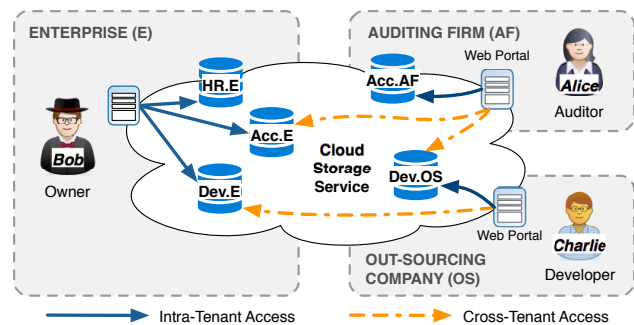 ENTERPRISE (E)
AUDITING FIRM (AF)
Web Portal
HR.E
Acc.AF
Alice
Auditor
Acc.E
Bob
Owner
Cloud
Storage
Service
Dev.E
Dev.OS
Web Portal
Charlie
Developer
OUT-SOURCING
COMPANY (OS)
Intra-Tenant Access
Cross-Tenant Access